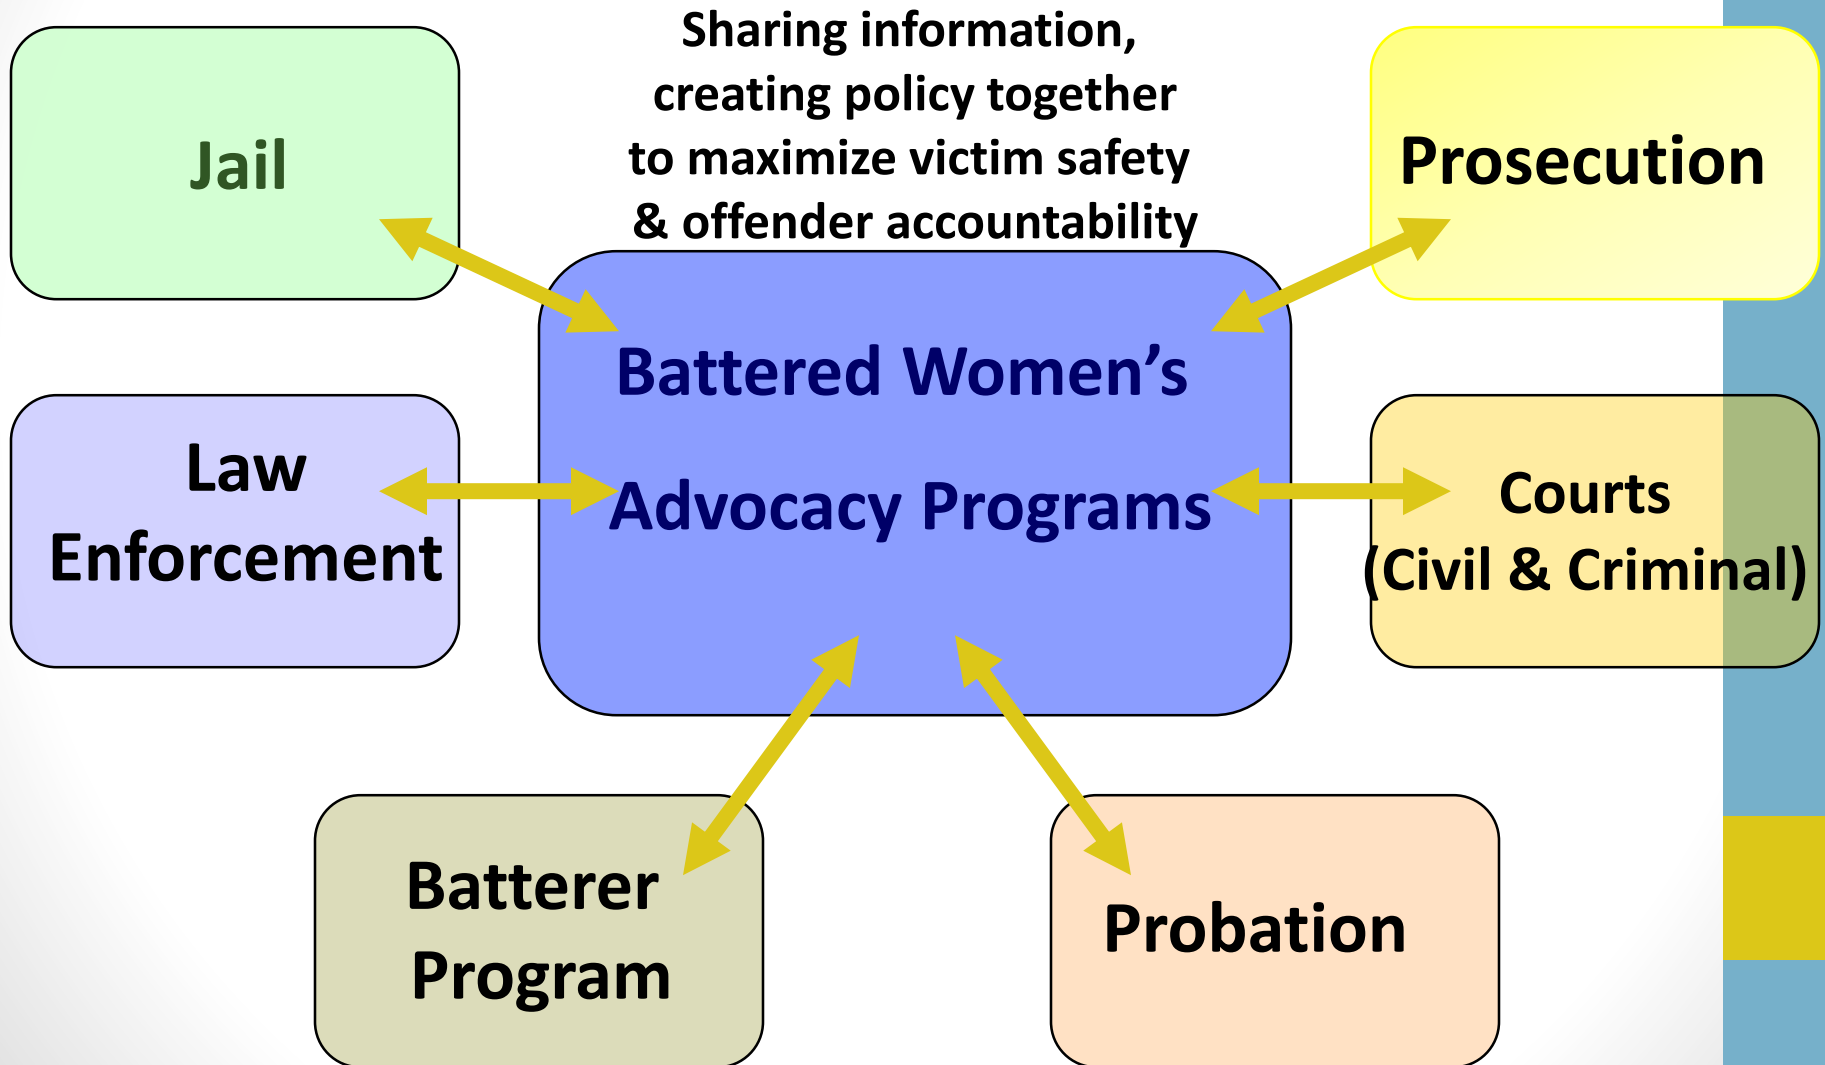 Sharing information,
creating policy together
to maximize victim safety
& offender accountability
Jail
Prosecution
Battered Women’s
Advocacy Programs
Law
Enforcement
Courts
(Civil & Criminal)
Batterer
Program
Probation